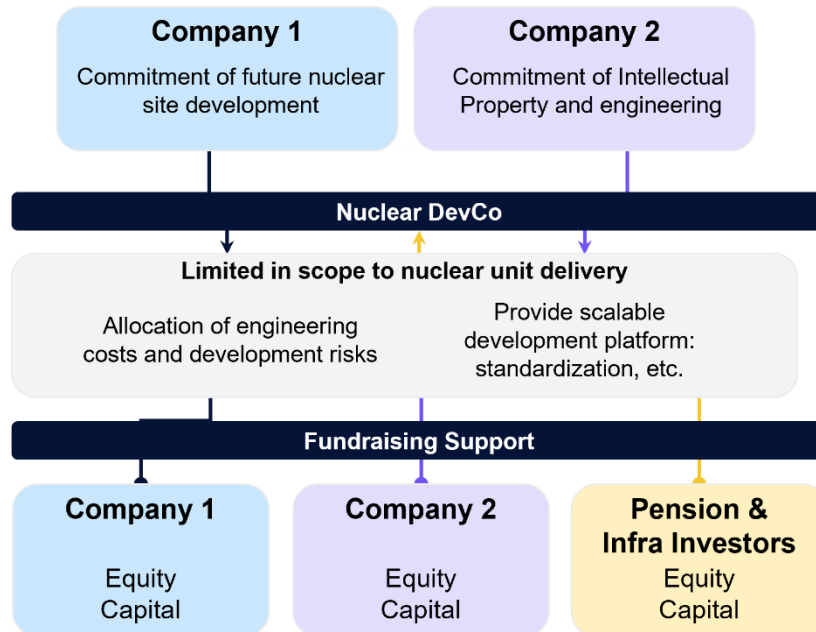 Company 1
Commitment of future nuclear
site development
Company 2
Commitment of Intellectual
Property and engineering
Nuclear DevCo
Limited in scope to nuclear unit delivery
Allocation of engineering
costs and development risks
Provide scalable
development platform:
standardization, etc.
Fundraising Support
Company 1
Equity
Capital
Company 2
Equity
Capital
Pension &
Infra Investors
Equity
Capital